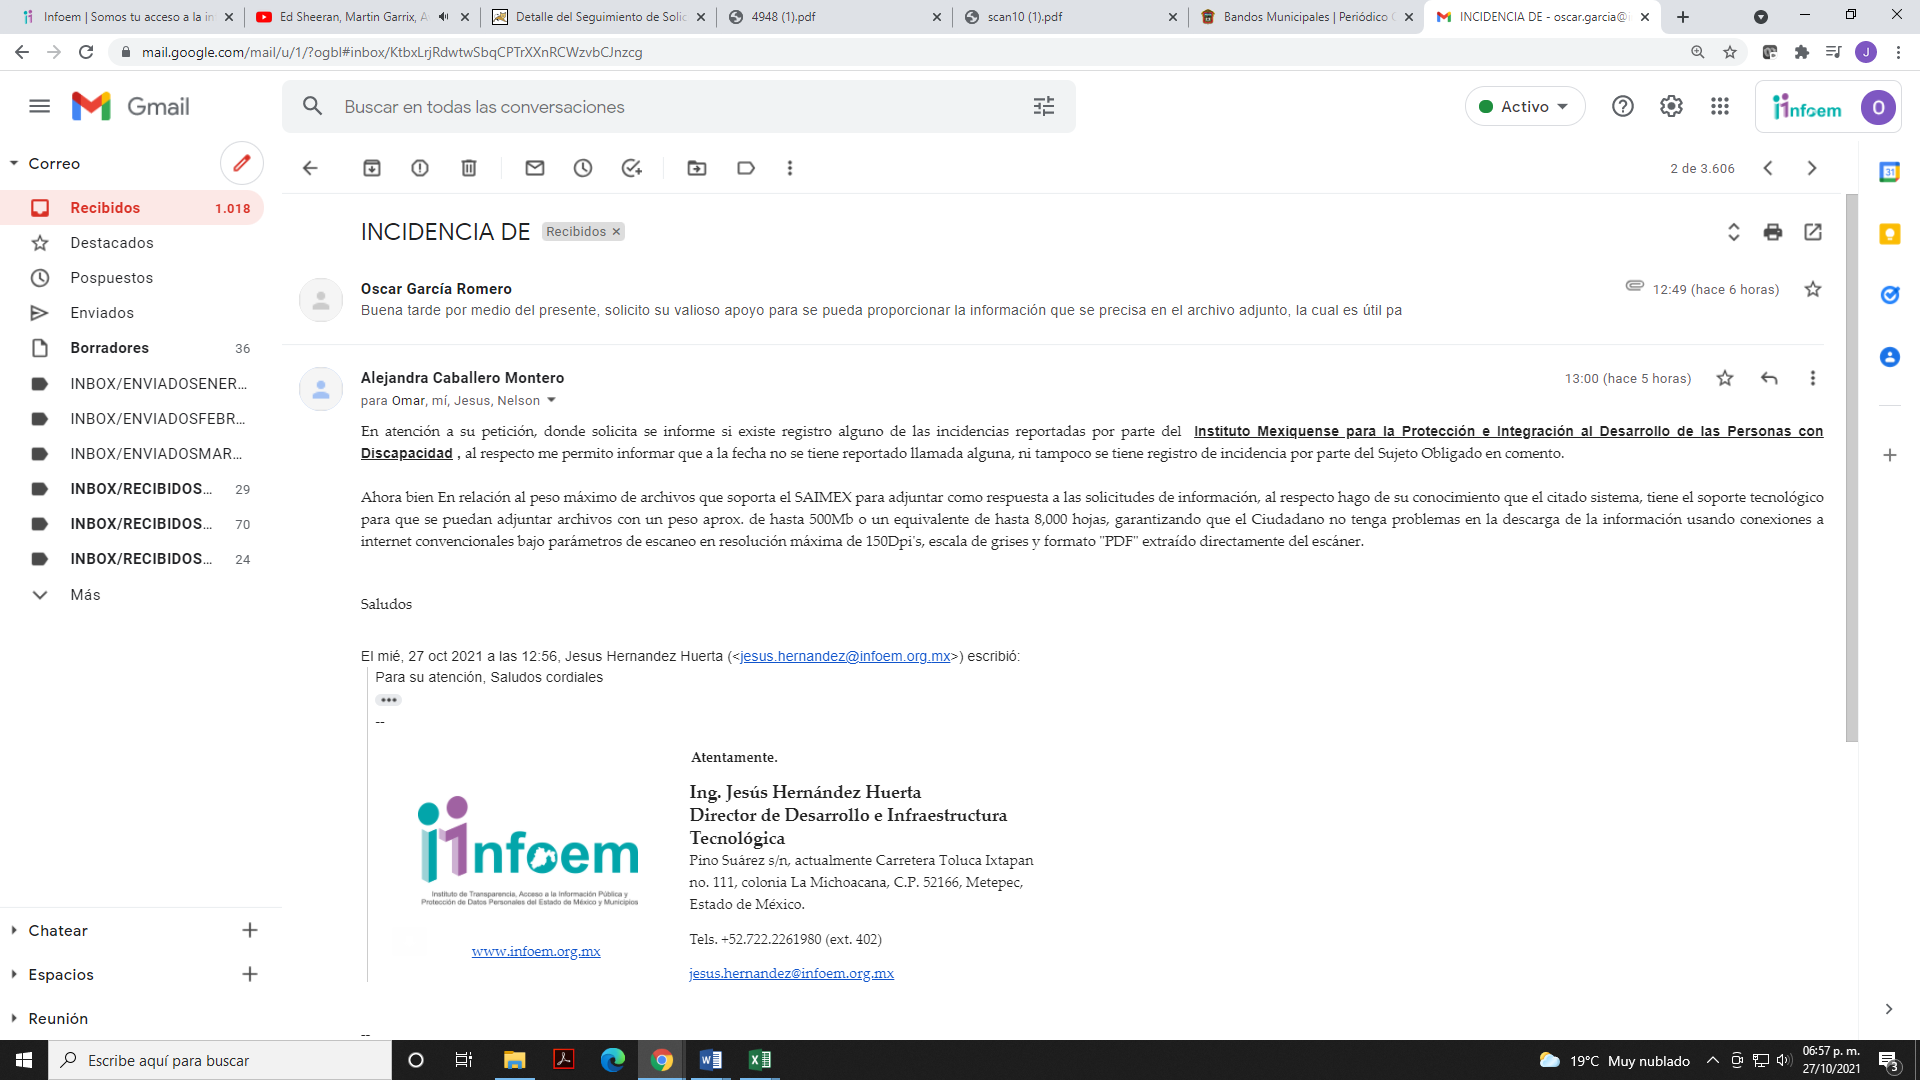 Infoem | Somos tu acceso a la in
Ed Sheeran, Martin Garrix, A
Detalle del Seguimiento de Solic
4948 (1).pdf
scan10 (1).pdf
Bandos Municipales | Periódico
INCIDENCIA DE - oscar.garcia@
mail.google.com/mail/u/1/?ogbl#inbox/KtbxLrjRdwtwSbqCPTrXXnRCWzvbCJnzcg
J
Gmail
Buscar en todas las conversaciones
Activo
infoem
O
Correo
2 de 3.606
31
Recibidos 1.018
Destacados
Pospuestos
Enviados
Borradores 36
INBOX/ENVIADOSENER...
INBOX/ENVIADOSFEBR...
INBOX/ENVIADOSMAR...
INBOX/RECIBIDOS... 29
INBOX/RECIBIDOS... 70
INBOX/RECIBIDOS... 24
Más
Chatear
Espacios
Reunión
INCIDENCIA DE Recibidos ×
Oscar García Romero
12:49 (hace 6 horas)
Buena tarde por medio del presente, solicito su valioso apoyo para se pueda proporcionar la información que se precisa en el archivo adjunto, la cual es útil pa
Alejandra Caballero Montero
13:00 (hace 5 horas)
para Omar, mí, Jesus, Nelson
En atención a su petición, donde solicita se informe si existe registro alguno de las incidencias reportadas por parte del Instituto Mexiquense para la Protección e Integración al Desarrollo de las Personas con
Discapacidad , al respecto me permito informar que a la fecha no se tiene reportado llamada alguna, ni tampoco se tiene registro de incidencia por parte del Sujeto Obligado en comento.
Ahora bien En relación al peso máximo de archivos que soporta el SAIMEX para adjuntar como respuesta a las solicitudes de información, al respecto hago de su conocimiento que el citado sistema, tiene el soporte tecnológico
para que se puedan adjuntar archivos con un peso aprox. de hasta 500Mb o un equivalente de hasta 8,000 hojas, garantizando que el Ciudadano no tenga problemas en la descarga de la información usando conexiones a
internet convencionales bajo parámetros de escaneo en resolución máxima de 150Dpi's, escala de grises y formato "PDF" extraído directamente del escáner.
Saludos
El mié, 27 oct 2021 a las 12:56, Jesus Hernandez Huerta (<jesus.hernandez@infoem.org.mx>) escribió:
Para su atención, Saludos cordiales
•••
--
infoem
Instituto de Transparencia, Acceso a la Información Pública y
Protección de Datos Personales del Estado de México y Municipios
www.infoem.org.mx
Atentamente.
Ing. Jesús Hernández Huerta
Director de Desarrollo e Infraestructura
Tecnológica
Pino Suárez s/n, actualmente Carretera Toluca Ixtapan
no. 111, colonia La Michoacana, C.P. 52166, Metepec,
Estado de México.
Tels. +52.722.2261980 (ext. 402)
jesus.hernandez@infoem.org.mx
--
Escribe aquí para buscar
19°C Muy nublado
06:57 p. m.
27/10/2021
3